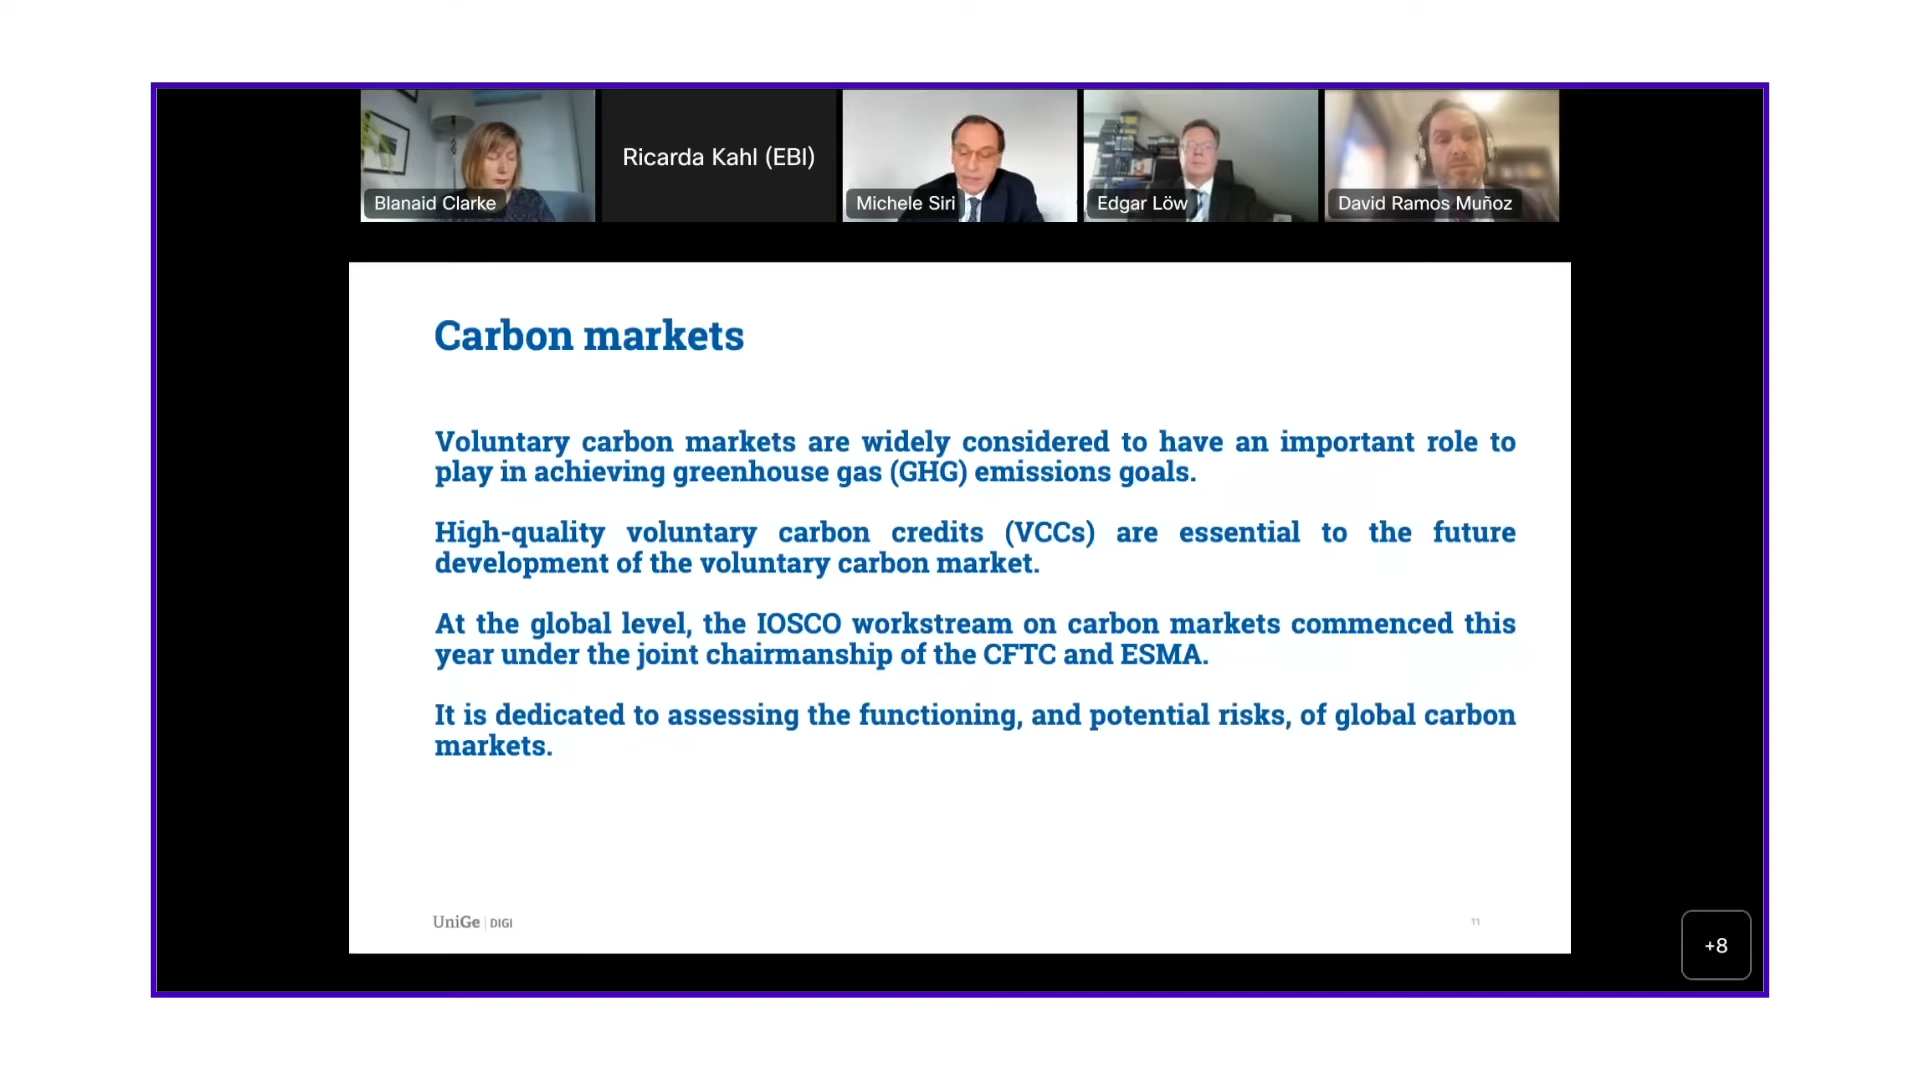 Blanaid Clarke
Ricarda Kahl (EBI)
Michele Siri
Edgar Löw
David Ramos Muñoz
Carbon markets
Voluntary carbon markets are widely considered to have an important role to
play in achieving greenhouse gas (GHG) emissions goals.
High-quality voluntary carbon credits (VCCs) are essential to the future
development of the voluntary carbon market.
At the global level, the IOSCO workstream on carbon markets commenced this
year under the joint chairmanship of the CFTC and ESMA.
It is dedicated to assessing the functioning, and potential risks, of global carbon
markets.
UniGe | DIGI
11
+8